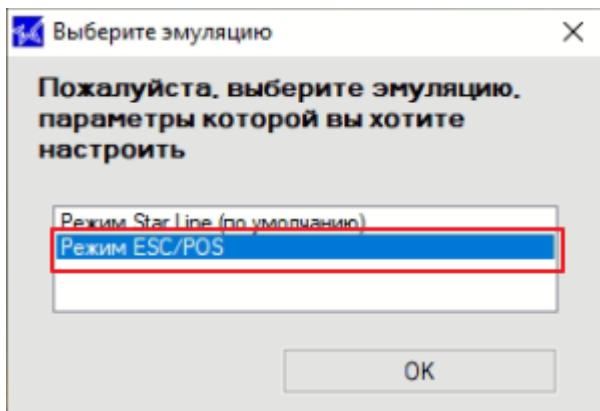 Выберите эмуляцию
Пожалуйста, выберите эмуляцию,
параметры которой вы хотите
настроить
Режим Star Line (по умолчанию)
Режим ESC/POS
OK